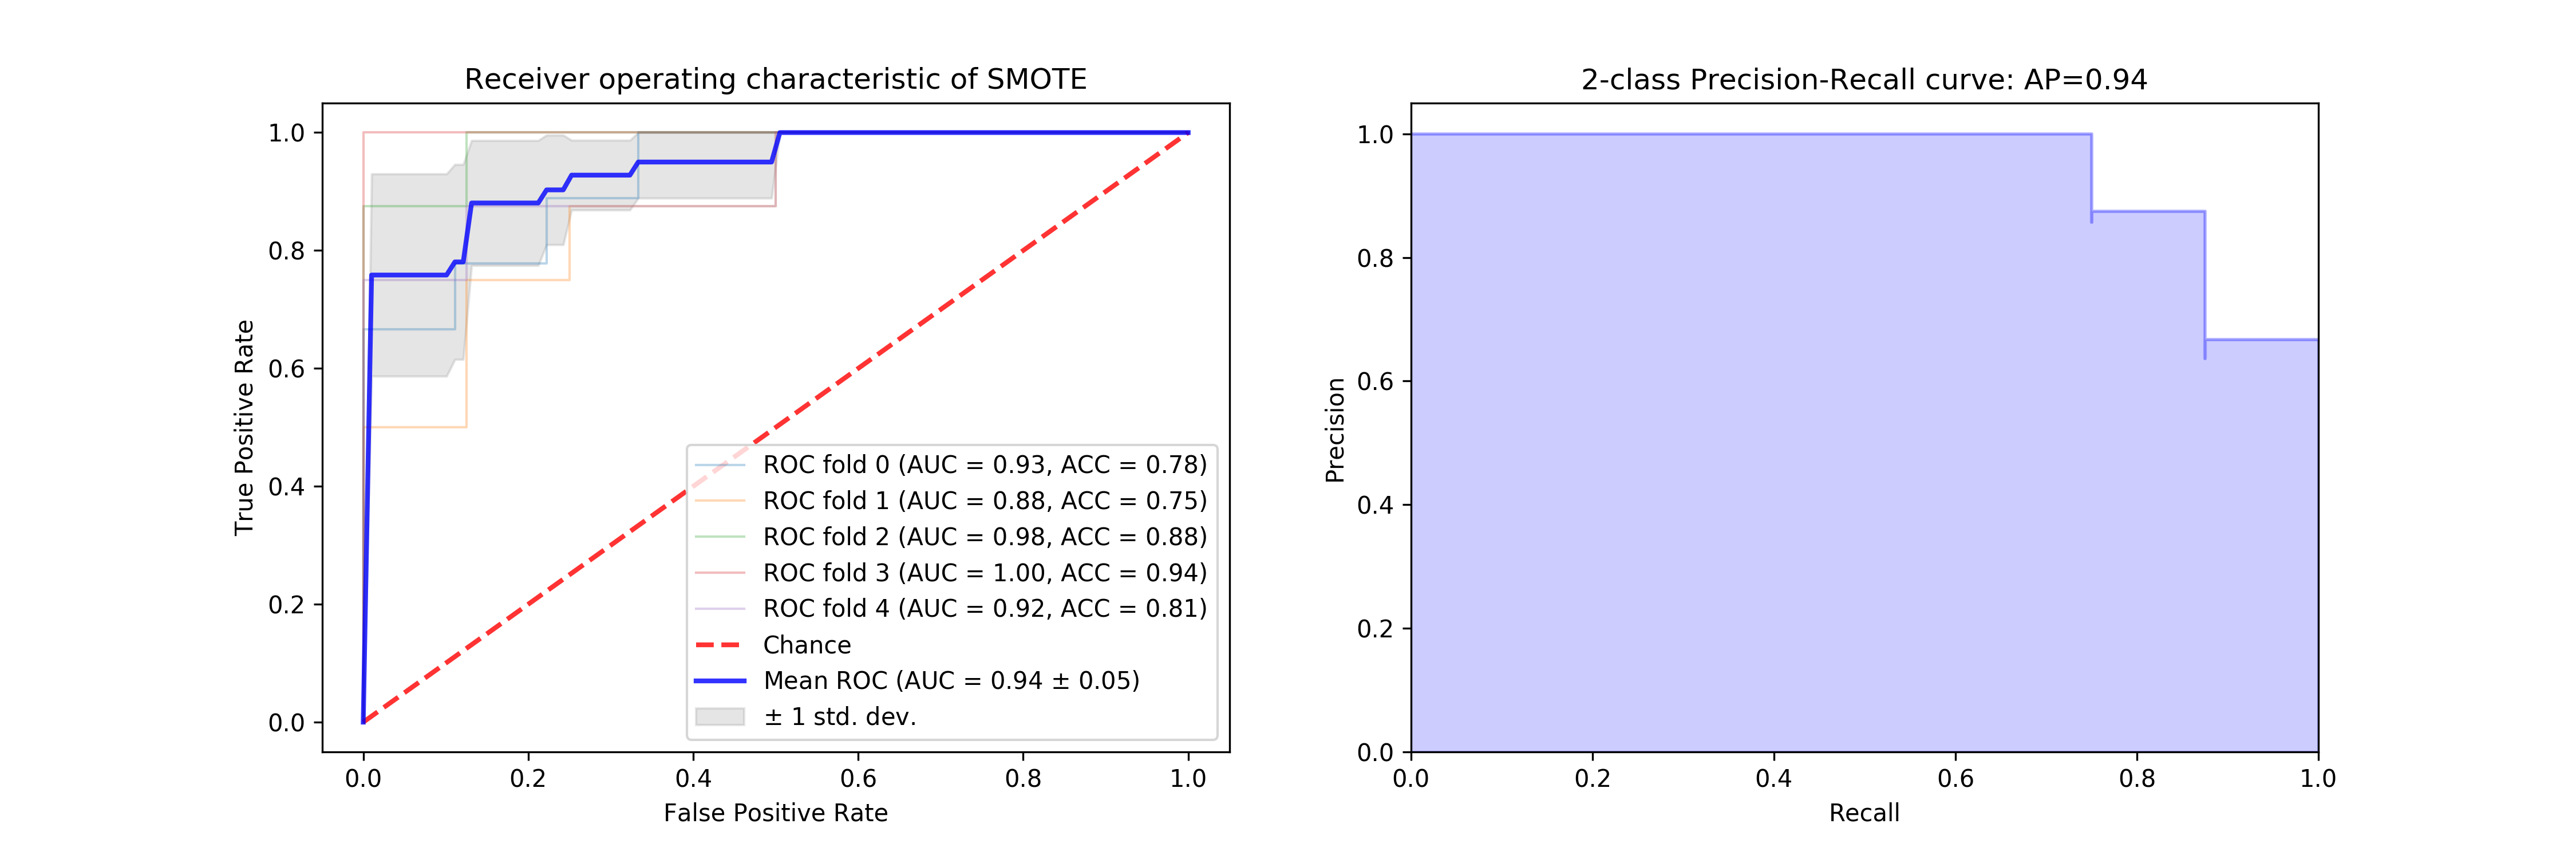 Receiver operating characteristic of SMOTE
True Positive Rate
1.0
0.8
0.6
0.4
0.2
0.0
ROC fold 0 (AUC = 0.93, ACC = 0.78)
ROC fold 1 (AUC = 0.88, ACC = 0.75)
ROC fold 2 (AUC = 0.98, ACC = 0.88)
ROC fold 3 (AUC = 1.00, ACC = 0.94)
ROC fold 4 (AUC = 0.92, ACC = 0.81)
Chance
Mean ROC (AUC = 0.94 ± 0.05)
± 1 std. dev.
0.0 0.2 0.4 0.6 0.8 1.0
False Positive Rate
2-class Precision-Recall curve: AP=0.94
Precision
1.0
0.8
0.6
0.4
0.2
0.0
0.0 0.2 0.4 0.6 0.8 1.0
Recall